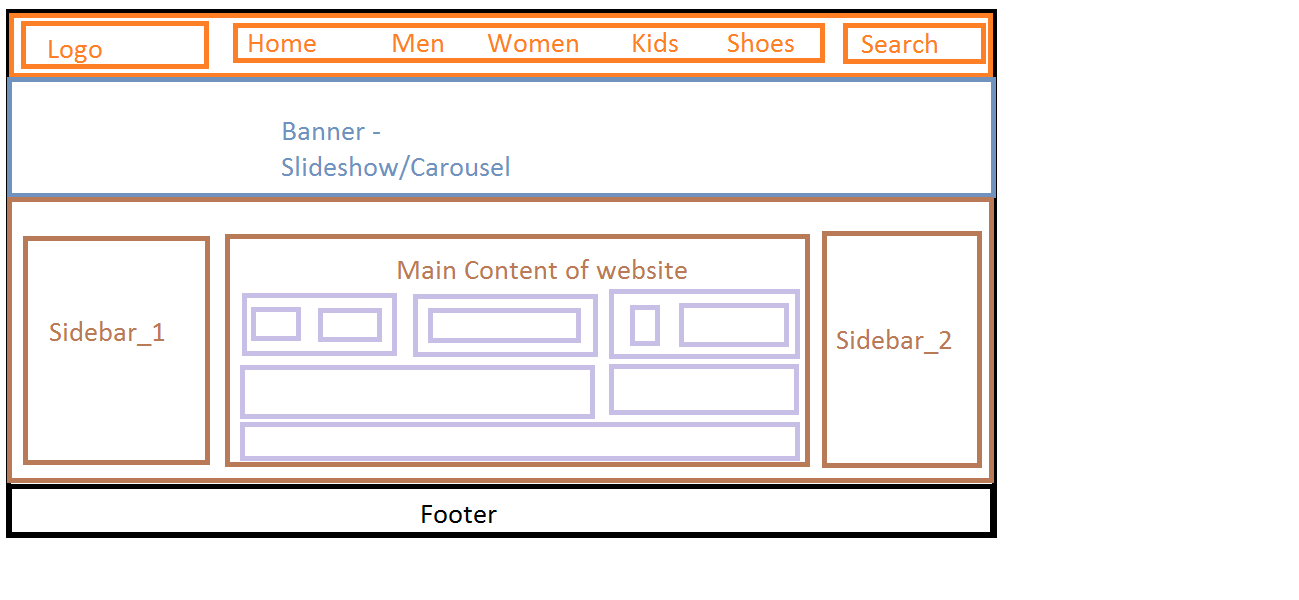 Logo
Home Men Women Kids Shoes
Search
Banner -
Slideshow/Carousel
Sidebar_1
Main Content of website
Sidebar_2
Footer